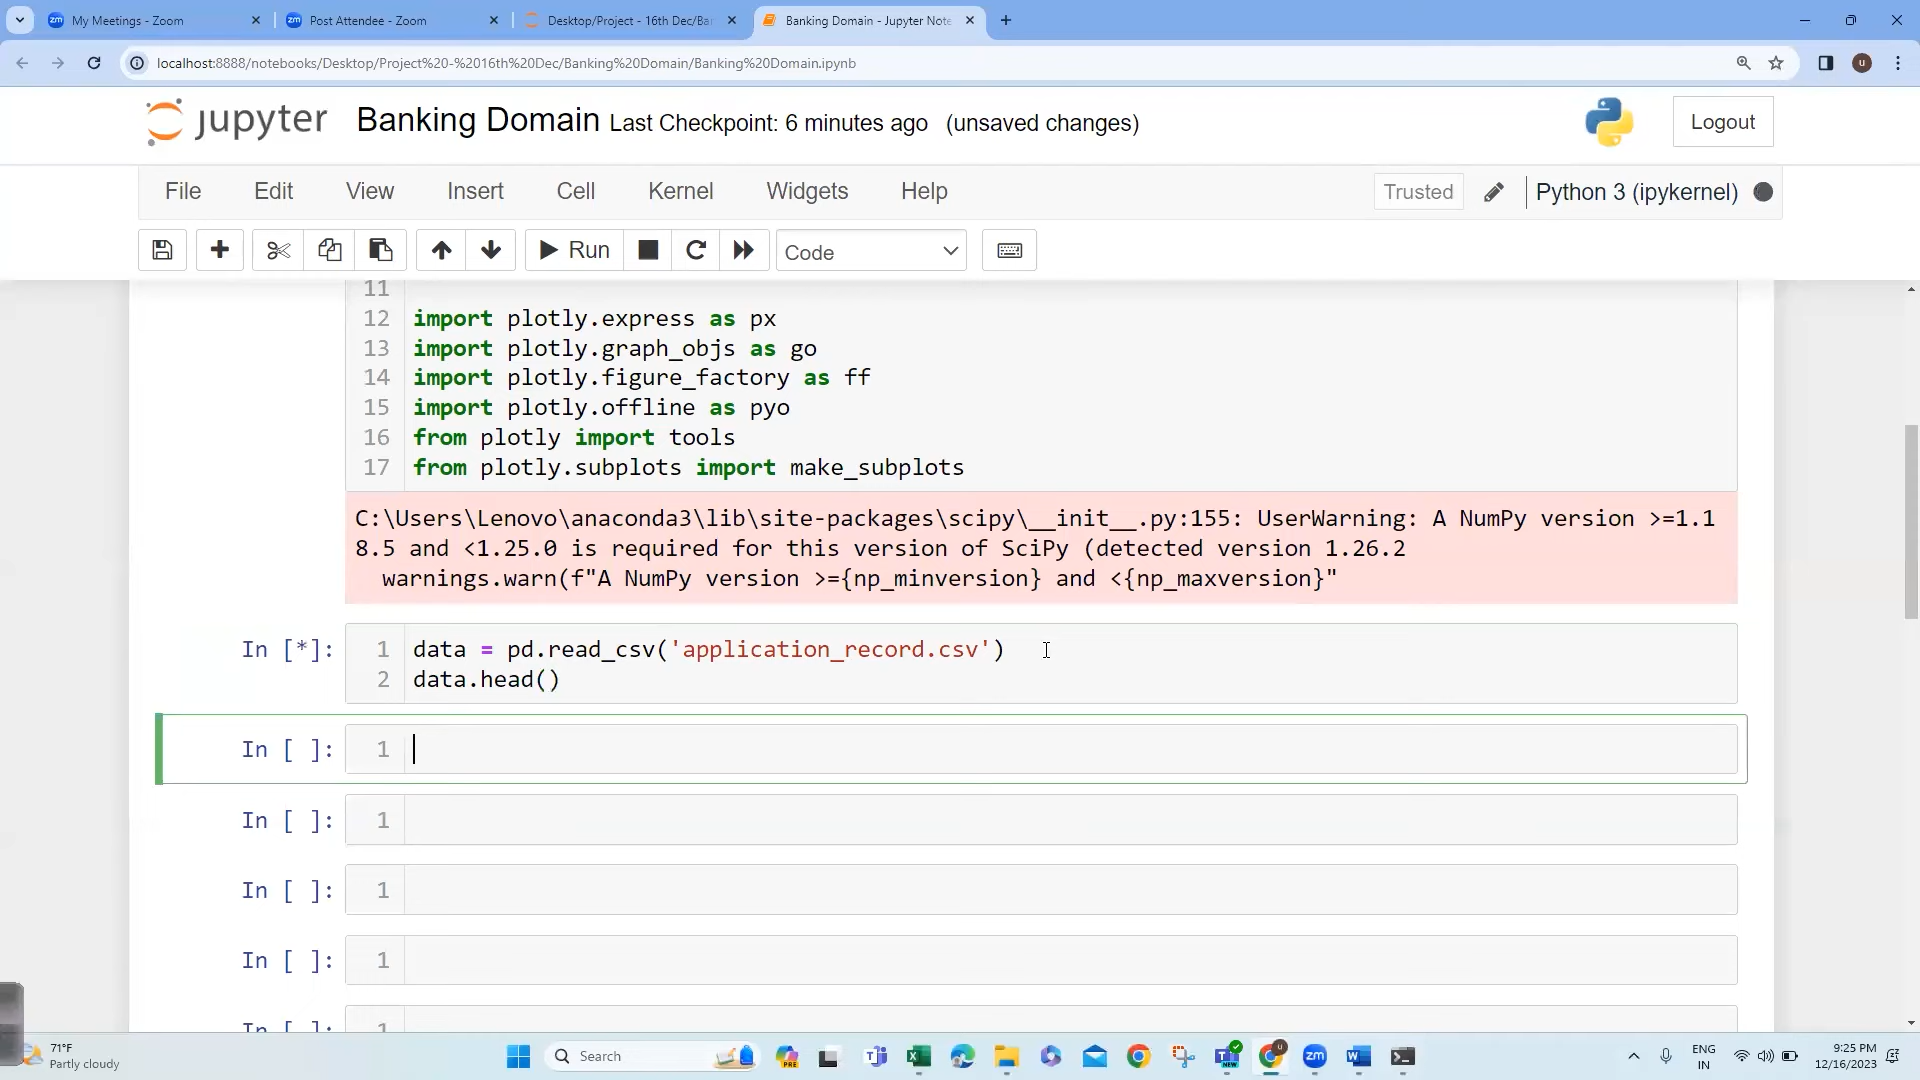 My Meetings - Zoom
Post Attendee - Zoom
Desktop/Project - 16th Dec/Ban
Banking Domain - Jupyter Note
localhost:8888/notebooks/Desktop/Project%20-%2016th%20Dec/Banking%20Domain/Banking%20Domain.ipynb
u
jupyter Banking Domain Last Checkpoint: 6 minutes ago (unsaved changes)
Logout
File Edit View Insert Cell Kernel Widgets Help
Trusted
Python 3 (ipykernel)
Run
Code
11
12 import plotly.express as px
13 import plotly.graph_objs as go
14 import plotly.figure_factory as ff
15 import plotly.offline as pyo
16 from plotly import tools
17 from plotly.subplots import make_subplots
C:\Users\Lenovo\anaconda3\lib\site-packages\scipy\__init__.py:155: UserWarning: A NumPy version >=1.1
8.5 and <1.25.0 is required for this version of SciPy (detected version 1.26.2
warnings.warn(f"A NumPy version >={np_minversion} and <{np_maxversion}"
In [*]: 1 data = pd.read_csv('application_record.csv')
2 data.head()
In [ ]: 1
In [ ]: 1
In [ ]: 1
In [ ]: 1
In [ ]: 1
71°F
Partly cloudy
Search
PRE
NEW
zm
ENG
IN
9:25 PM
12/16/2023